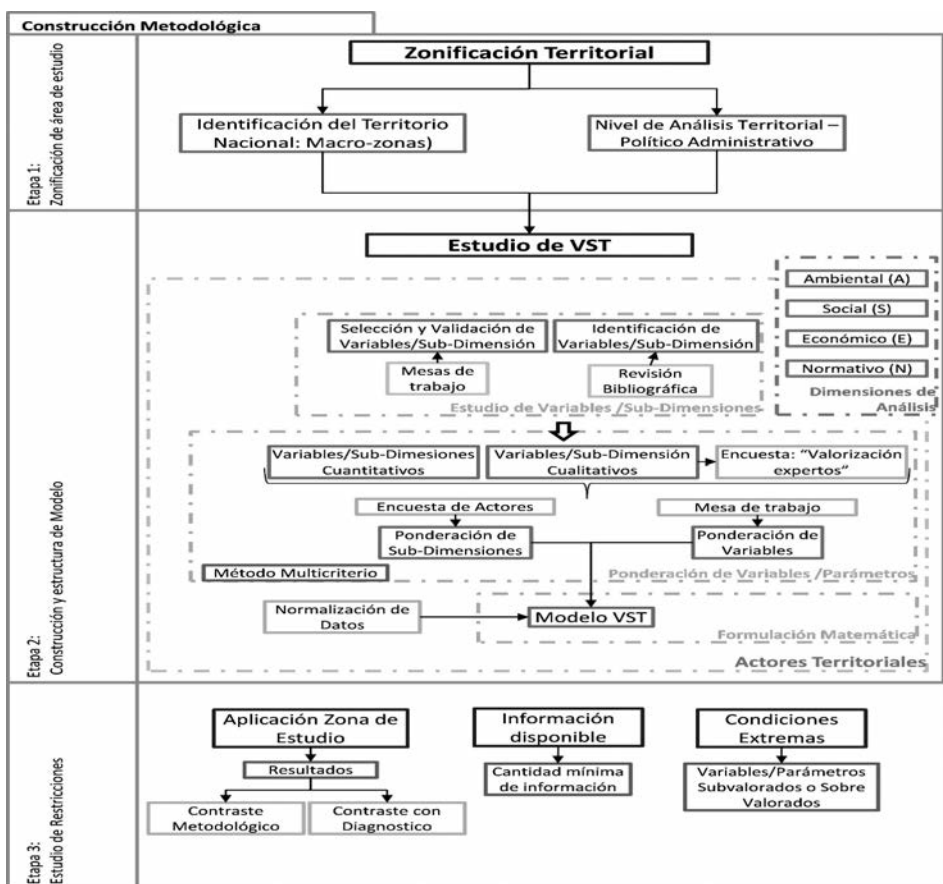 Construcción Metodológica
Etapa 1:
Zonificación de área de estudio
Zonificación Territorial
Identificación del Territorio
Nacional: Macro-zonas)
Nivel de Análisis Territorial –
Político Administrativo
Etapa 2:
Construcción y estructura de Modelo
Estudio de VST
Ambiental (A)
Social (S)
Económico (E)
Normativo (N)
Dimensiones de
Análisis
Selección y Validación de
Variables/Sub-Dimensión
Identificación de
Variables/Sub-Dimensión
Mesas de
trabajo
Revisión
Bibliográfica
Estudio de Variables /Sub-Dimensiones
Variables/Sub-Dimesiones
Cuantitativos
Variables/Sub-Dimensión
Cualitativos
Encuesta: “Valorización
expertos”
Encuesta de Actores
Mesa de trabajo
Ponderación de
Sub-Dimensiones
Ponderación de
Variables
Método Multicriterio
Ponderación de Variables /Parámetros
Normalización de
Datos
Modelo VST
Formulación Matemática
Actores Territoriales
Etapa 3:
Estudio de Restricciones
Aplicación Zona de
Estudio
Resultados
Contraste
Metodológico
Contraste con
Diagnostico
Información
disponible
Cantidad mínima
de información
Condiciones
Extremas
Variables/Parámetros
Subvalorados o Sobre
Valorados